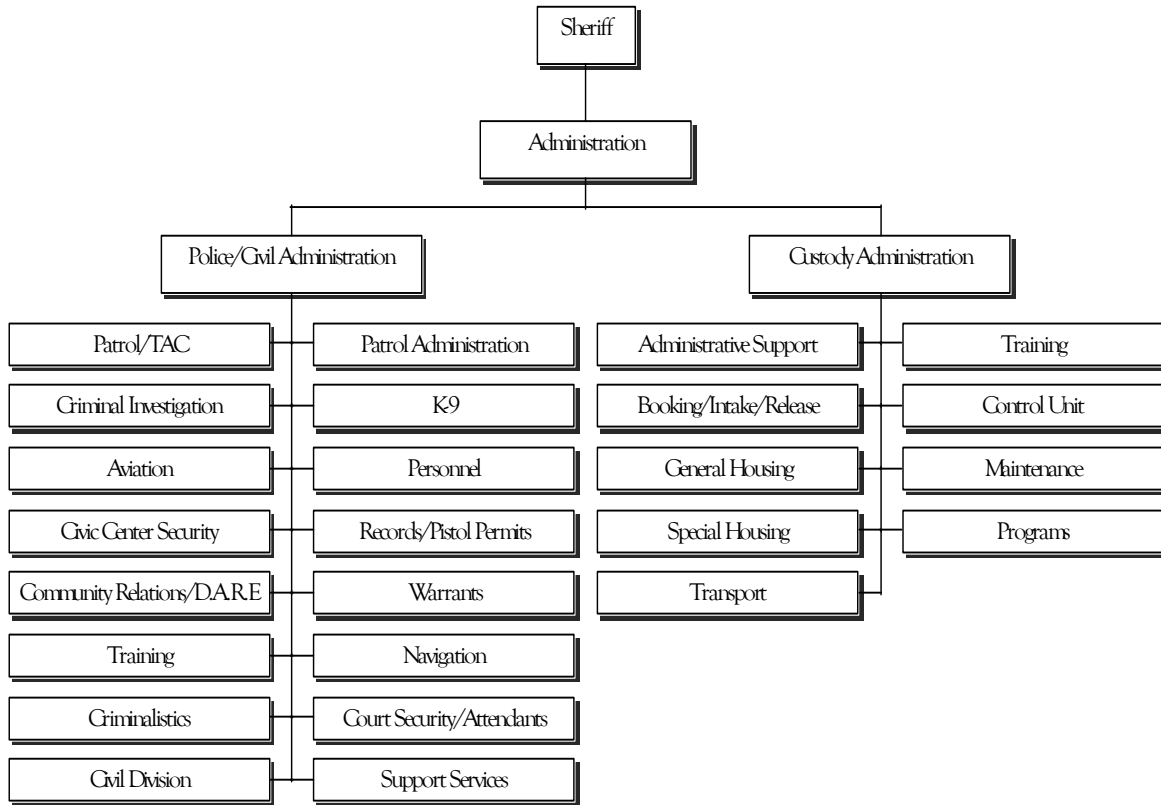 Sheriff
Administration
Police/Civil Administration
Custody Administration
Patrol/TAC
Patrol Administration
Administrative Support
Training
Criminal Investigation
K-9
Booking/Intake/Release
Control Unit
Aviation
Personnel
General Housing
Maintenance
Civic Center Security
Records/Pistol Permits
Special Housing
Programs
Community Relations/D.A.R.E
Warrants
Transport
Training
Navigation
Criminalistics
Court Security/Attendants
Civil Division
Support Services